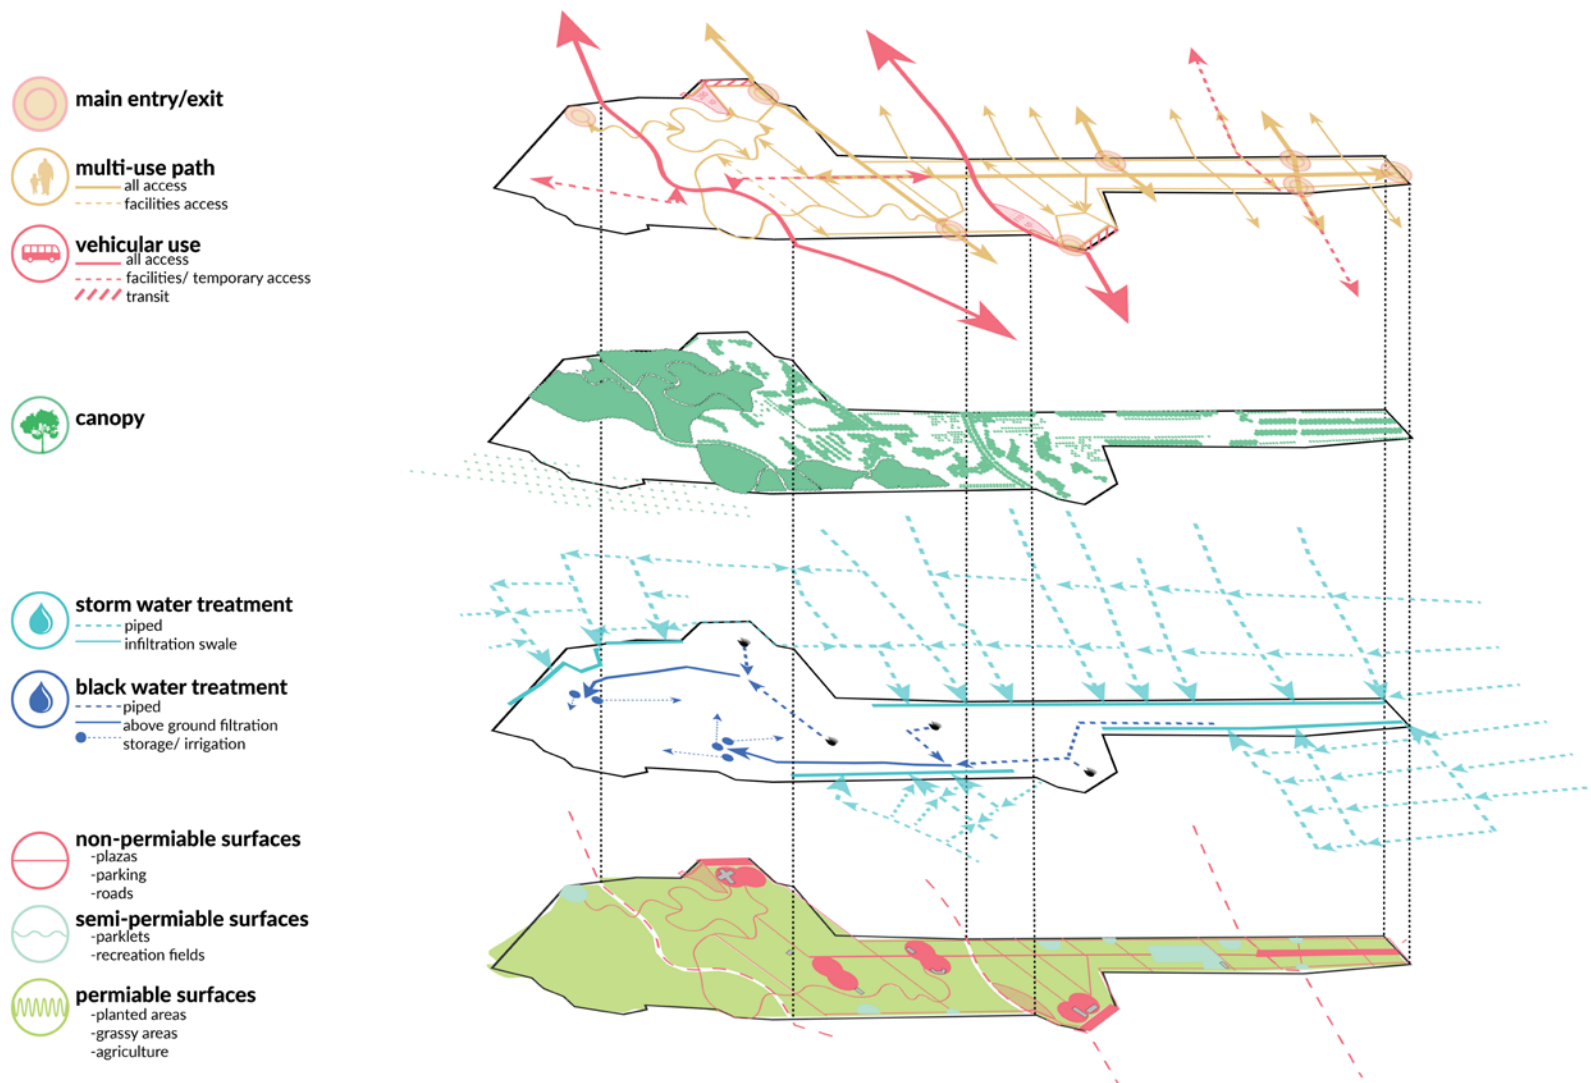 main entry/exit
multi-use path
all access
facilities access
vehicular use
all access
facilities/ temporary access
transit
canopy
storm water treatment
piped
infiltration swale
black water treatment
piped
above ground filtration
storage/ irrigation
non-permiable surfaces
-plazas
-parking
-roads
semi-permiable surfaces
-parklets
-recreation fields
permiable surfaces
-planted areas
-grassy areas
-agriculture